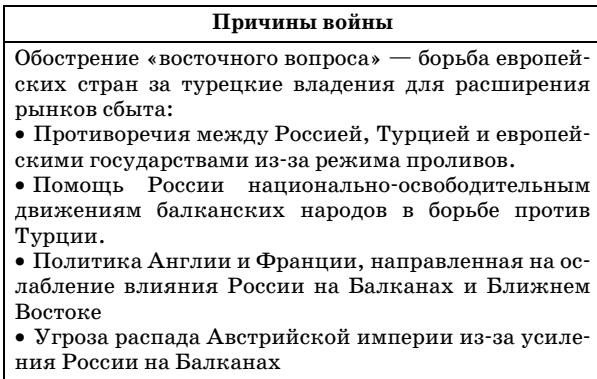 Причины войны
Обострение «восточного вопроса» — борьба европей-
ских стран за турецкие владения для расширения
рынков сбыта:
• Противоречия между Россией, Турцией и европей-
скими государствами из-за режима проливов.
• Помощь России национально-освободительным
движениям балканских народов в борьбе против
Турции.
• Политика Англии и Франции, направленная на ос-
лабление влияния России на Балканах и Ближнем
Востоке
• Угроза распада Австрийской империи из-за усиле-
ния России на Балканах